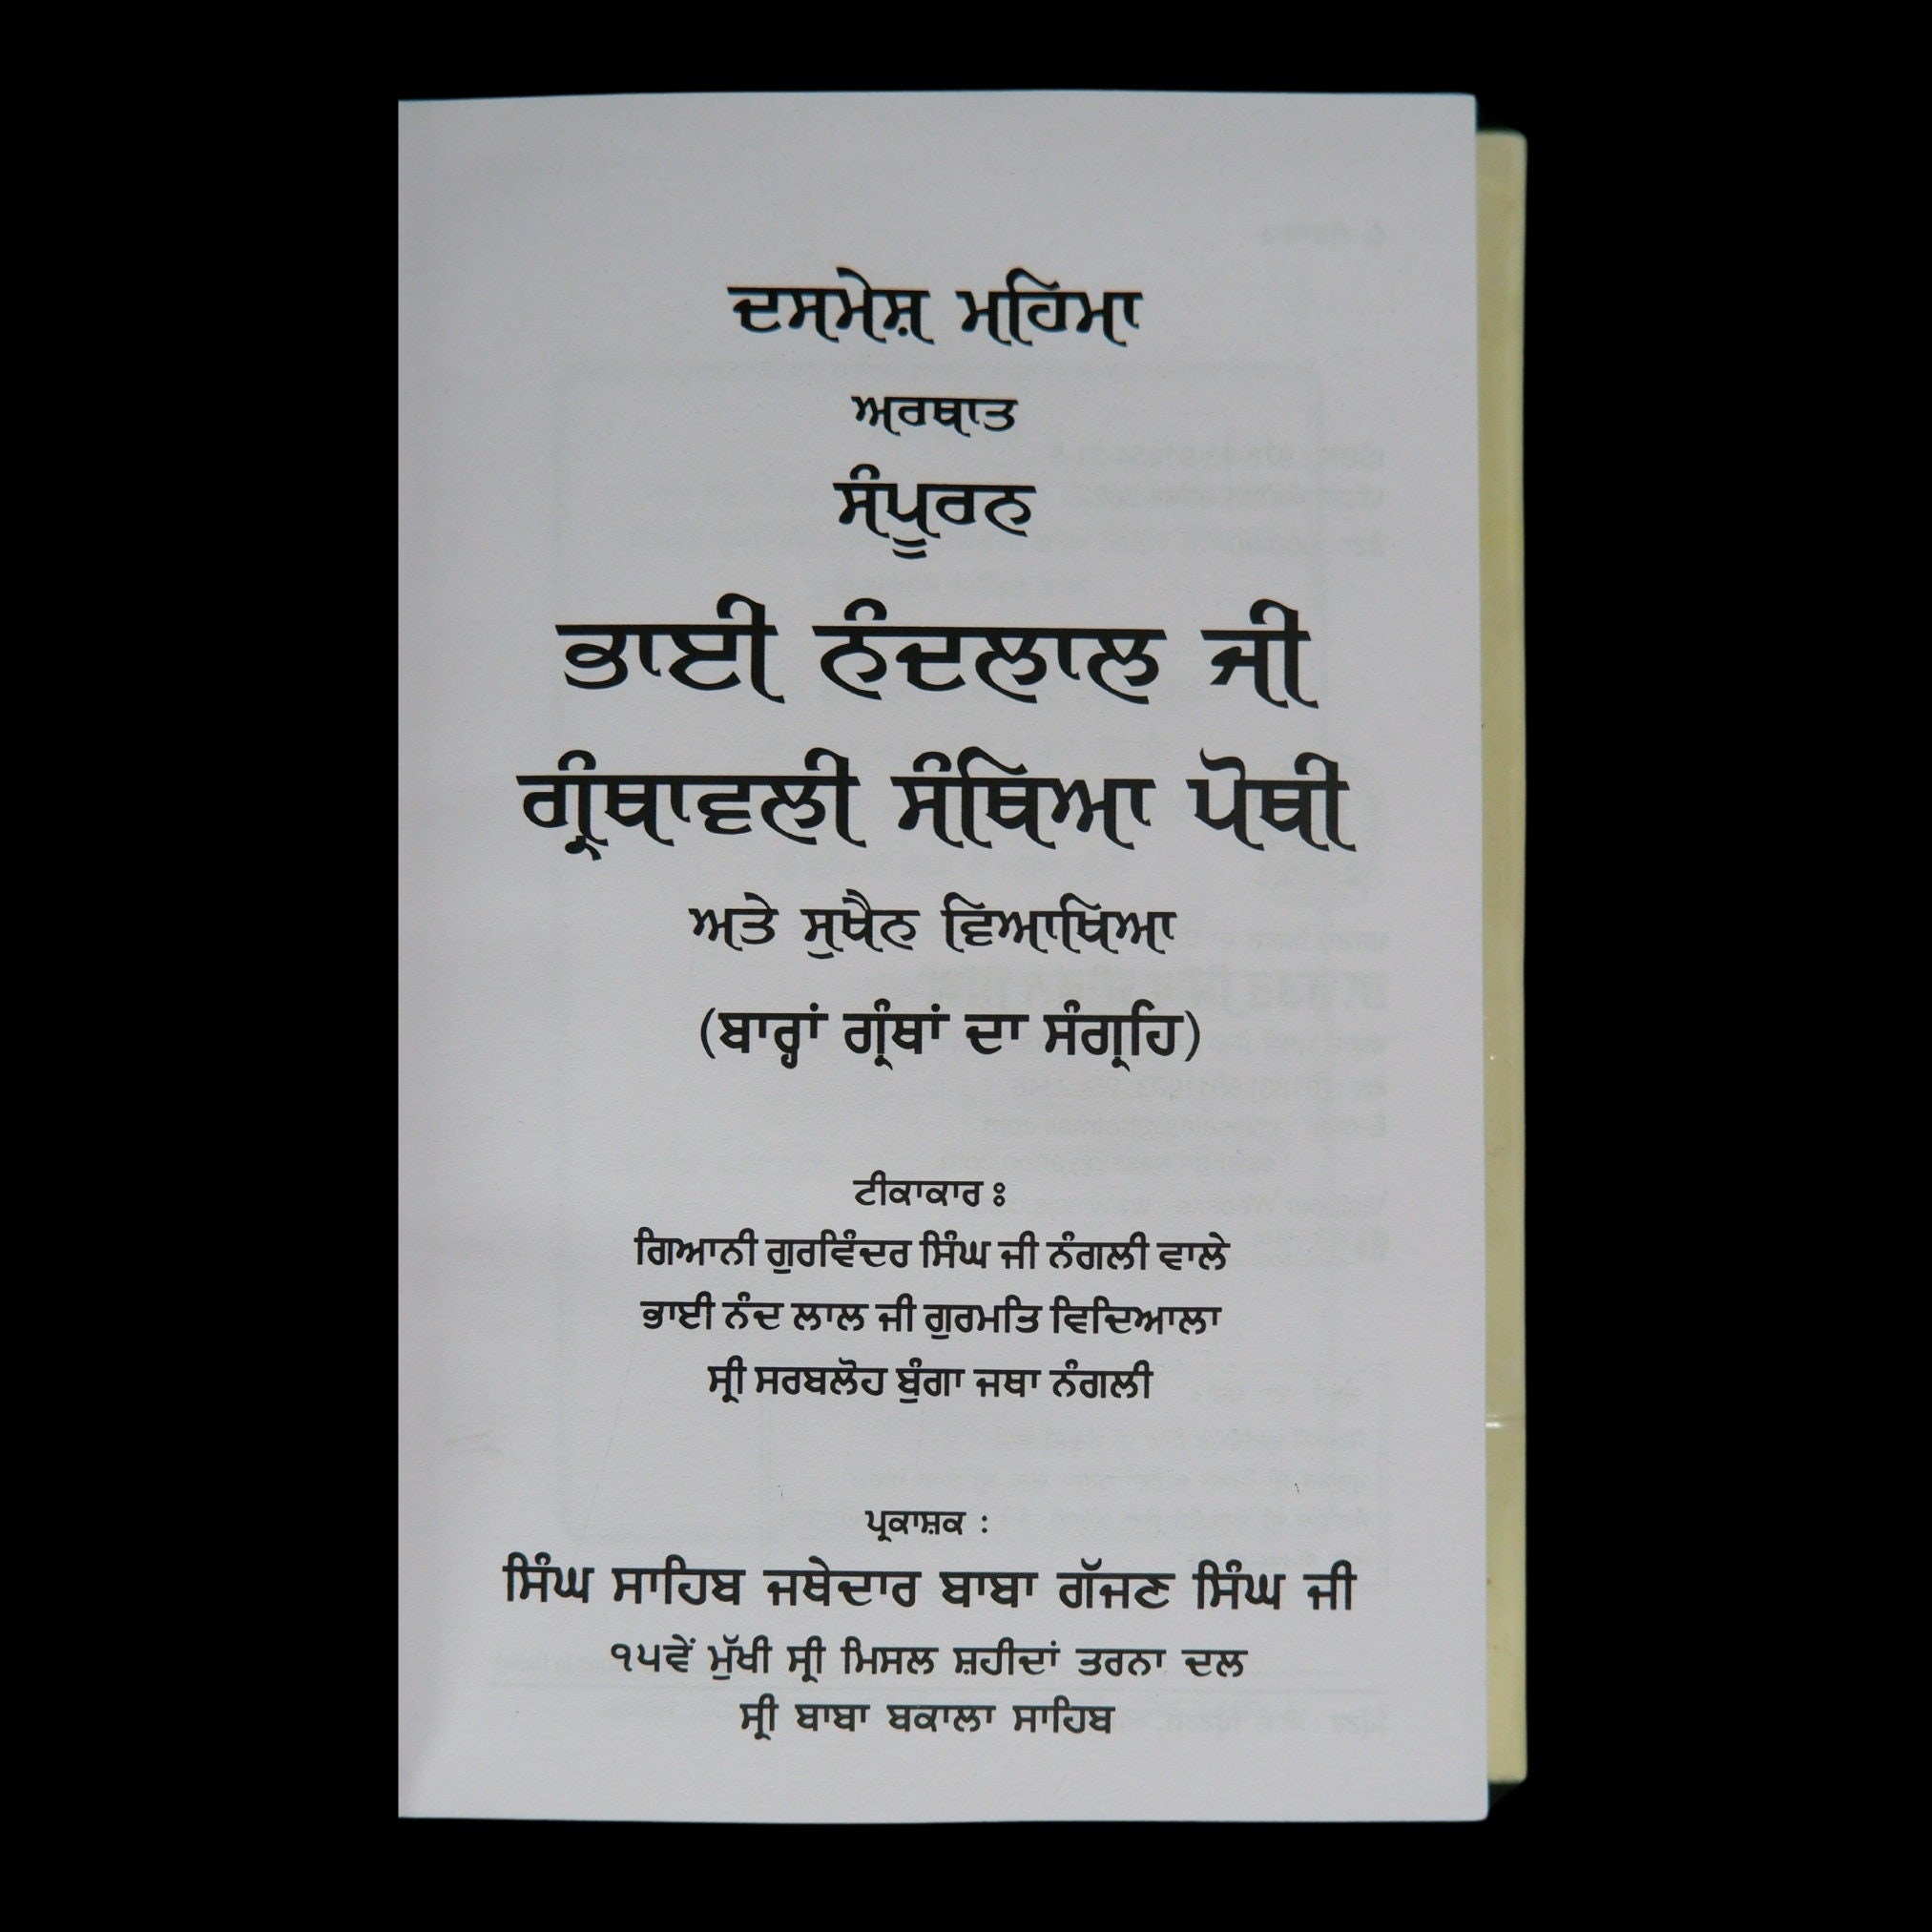 ਦਸਮੇਸ਼ ਮਹਿਮਾ
ਅਰਥਾਤ
ਸੰਪੂਰਨ
ਭਾਈ ਨੰਦਲਾਲ ਜੀ
ਗ੍ਰੰਥਾਵਲੀ ਸੰਥਿਆ ਪੋਥੀ
ਅਤੇ ਸੁਖੈਨ ਵਿਆਖਿਆ
(ਬਾਰ੍ਹਾਂ ਗ੍ਰੰਥਾਂ ਦਾ ਸੰਗ੍ਰਹਿ)
ਟੀਕਾਕਾਰ ਃ
ਗਿਆਨੀ ਗੁਰਵਿੰਦਰ ਸਿੰਘ ਜੀ ਨੰਗਲੀ ਵਾਲੇ
ਭਾਈ ਨੰਦ ਲਾਲ ਜੀ ਗੁਰਮਤਿ ਵਿਦਿਆਲਾ
ਸ੍ਰੀ ਸਰਬਲੋਹ ਬੁੰਗਾ ਜਥਾ ਨੰਗਲੀ
ਪ੍ਰਕਾਸ਼ਕ :
ਸਿੰਘ ਸਾਹਿਬ ਜਥੇਦਾਰ ਬਾਬਾ ਗੱਜਣ ਸਿੰਘ ਜੀ
੧੫ਵੇਂ ਮੁੱਖੀ ਸ੍ਰੀ ਮਿਸਲ ਸ਼ਹੀਦਾਂ ਤਰਨਾ ਦਲ
ਸ੍ਰੀ ਬਾਬਾ ਬਕਾਲਾ ਸਾਹਿਬ